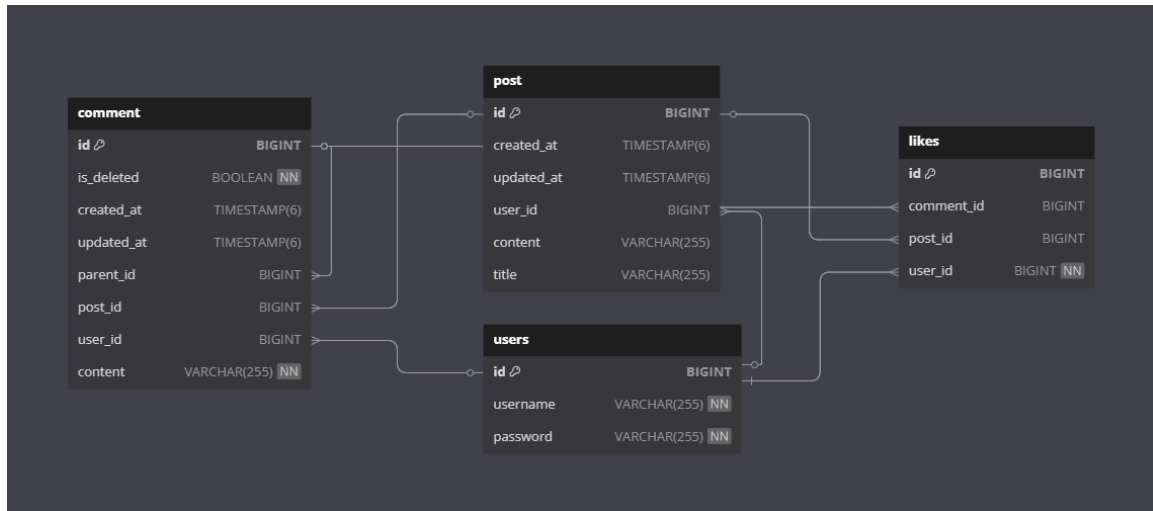 comment
id BIGINT
is_deleted BOOLEAN NN
created_at TIMESTAMP(6)
updated_at TIMESTAMP(6)
parent_id BIGINT
post_id BIGINT
user_id BIGINT
content VARCHAR(255) NN
post
id BIGINT
created_at TIMESTAMP(6)
updated_at TIMESTAMP(6)
user_id BIGINT
content VARCHAR(255)
title VARCHAR(255)
users
id BIGINT
username VARCHAR(255) NN
password VARCHAR(255) NN
likes
id BIGINT
comment_id BIGINT
post_id BIGINT
user_id BIGINT NN